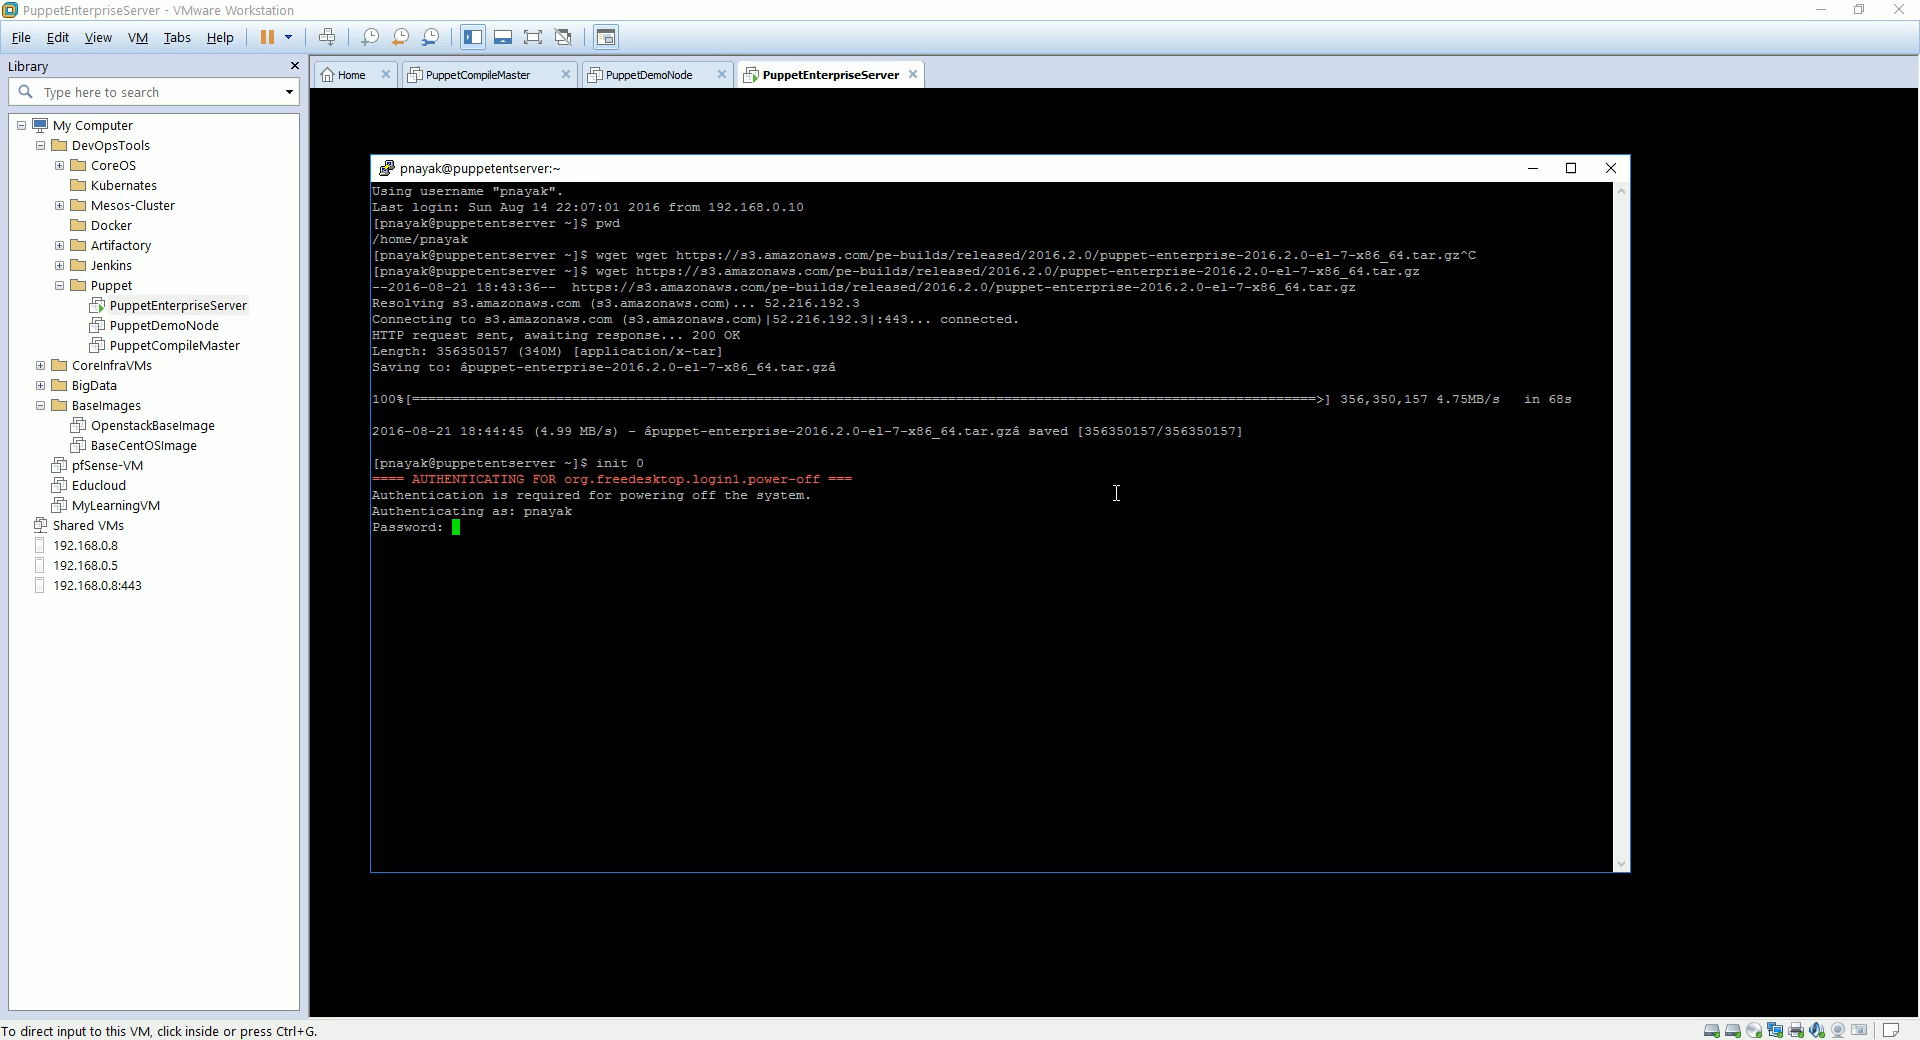 PuppetEnterpriseServer - VMware Workstation
File Edit View VM Tabs Help
Library
Type here to search
Home
PuppetCompileMaster
PuppetDemoNode
PuppetEnterpriseServer
My Computer
DevOpsTools
CoreOS
Kubernates
Mesos-Cluster
Docker
Artifactory
Jenkins
Puppet
PuppetEnterpriseServer
PuppetDemoNode
PuppetCompileMaster
CoreInfraVMs
BigData
BaseImages
OpenstackBaseImage
BaseCentOSImage
pfSense-VM
Educloud
MyLearningVM
Shared VMs
192.168.0.8
192.168.0.5
192.168.0.8:443
pnayak@puppetentserver:~
Using username "pnayak".
Last login: Sun Aug 14 22:07:01 2016 from 192.168.0.10
[pnayak@puppetentserver ~]$ pwd
/home/pnayak
[pnayak@puppetentserver ~]$ wget wget https://s3.amazonaws.com/pe-builds/released/2016.2.0/puppet-enterprise-2016.2.0-el-7-x86_64.tar.gz^C
[pnayak@puppetentserver ~]$ wget https://s3.amazonaws.com/pe-builds/released/2016.2.0/puppet-enterprise-2016.2.0-el-7-x86_64.tar.gz
--2016-08-21 18:43:36--  https://s3.amazonaws.com/pe-builds/released/2016.2.0/puppet-enterprise-2016.2.0-el-7-x86_64.tar.gz
Resolving s3.amazonaws.com (s3.amazonaws.com)... 52.216.192.3
Connecting to s3.amazonaws.com (s3.amazonaws.com)|52.216.192.3|:443... connected.
HTTP request sent, awaiting response... 200 OK
Length: 356350157 (340M) [application/x-tar]
Saving to: âpuppet-enterprise-2016.2.0-el-7-x86_64.tar.gzâ
100%[=====================================================================>] 356,350,157 4.75MB/s   in 68s
2016-08-21 18:44:45 (4.99 MB/s) - âpuppet-enterprise-2016.2.0-el-7-x86_64.tar.gzâ saved [356350157/356350157]
[pnayak@puppetentserver ~]$ init 0
==== AUTHENTICATING FOR org.freedesktop.login1.power-off ===
Authentication is required for powering off the system.
Authenticating as: pnayak
Password:
To direct input to this VM, click inside or press Ctrl+G.